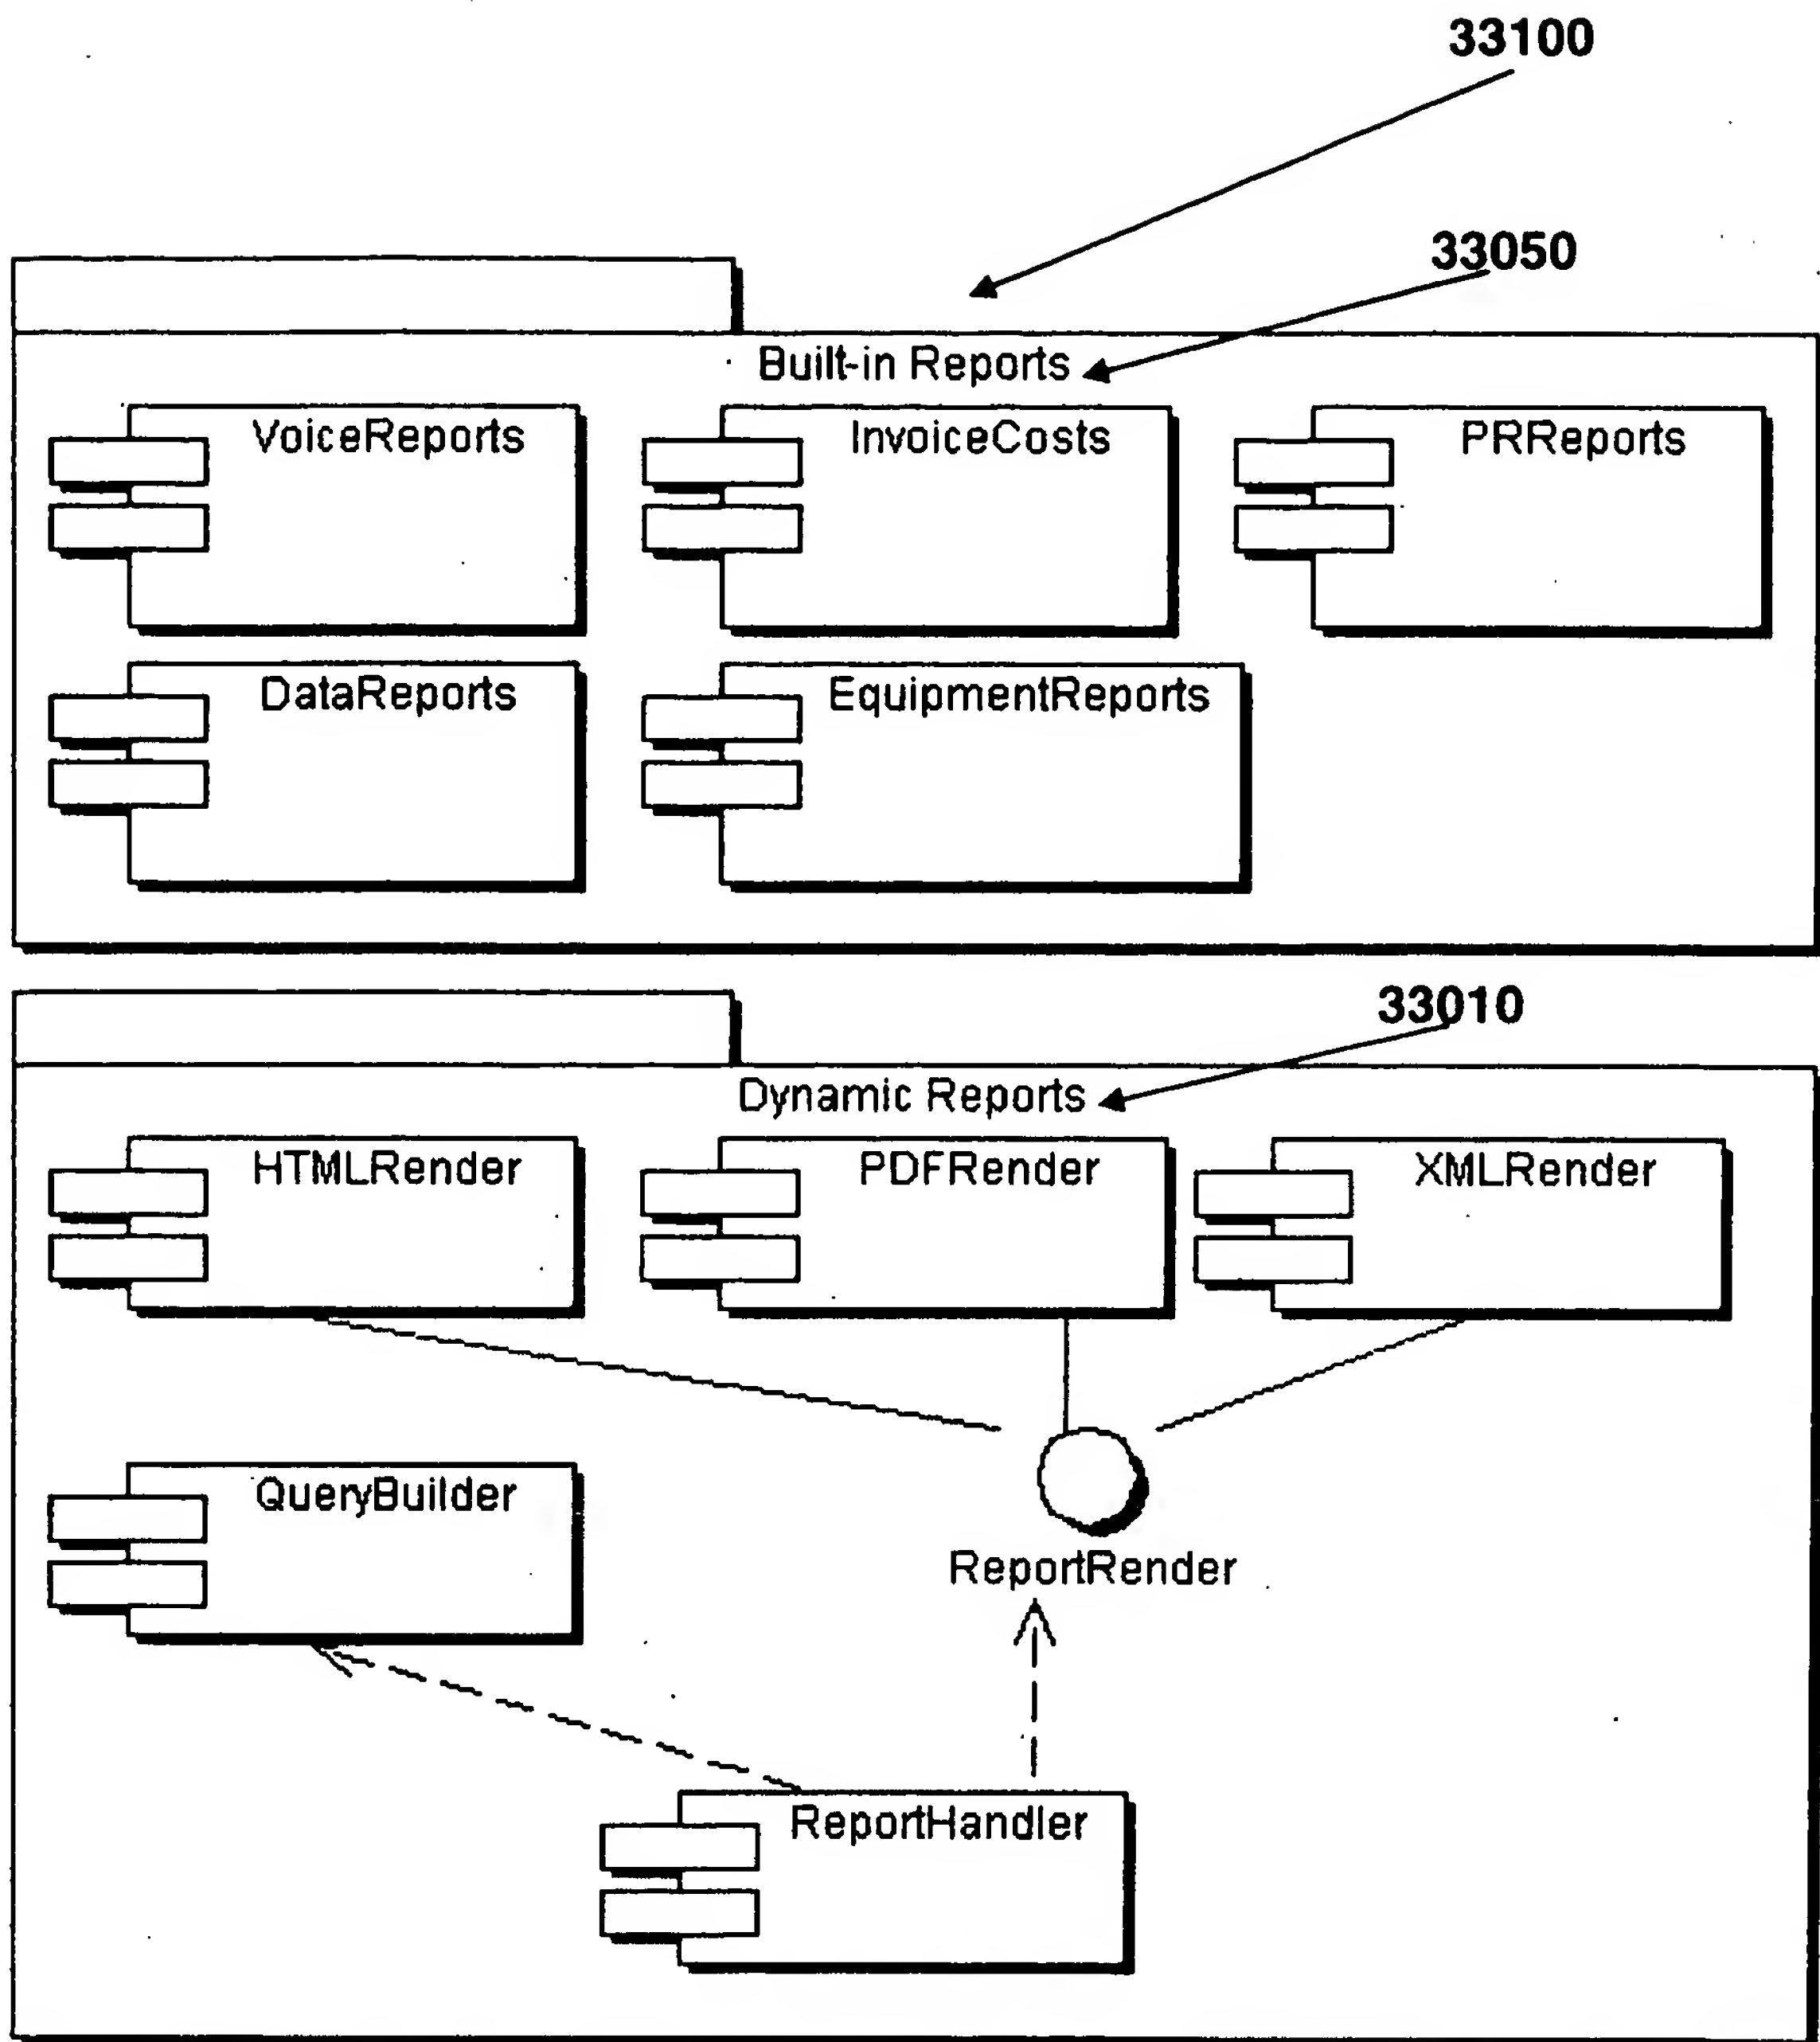 33100
33050
Built-in Reports
VoiceReports
InvoiceCosts
PRReports
DataReports
EquipmentReports
33010
Dynamic Reports
HTMLRender
PDFRender
XMLRender
QueryBuilder
ReportRender
ReportHandler